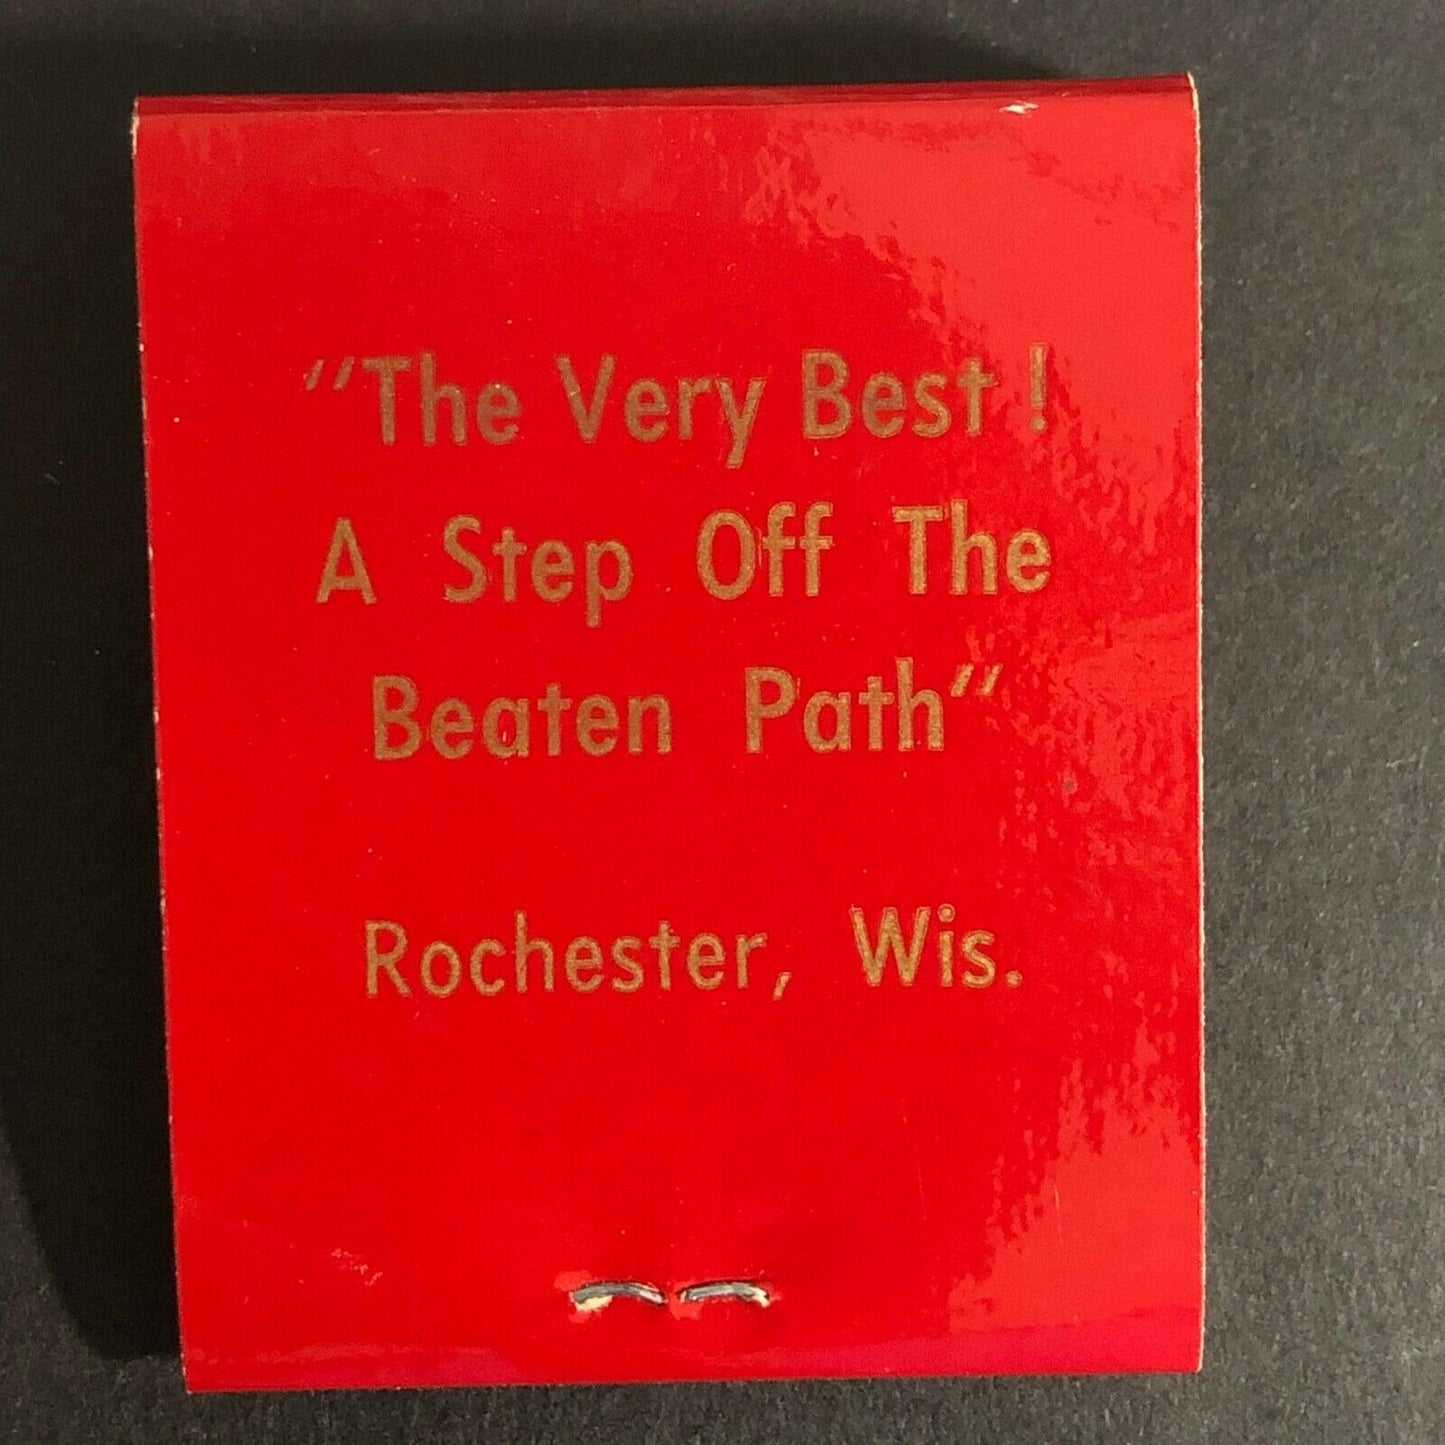 "The Very Best!
A Step Off The
Beaten Path"
Rochester, Wis.